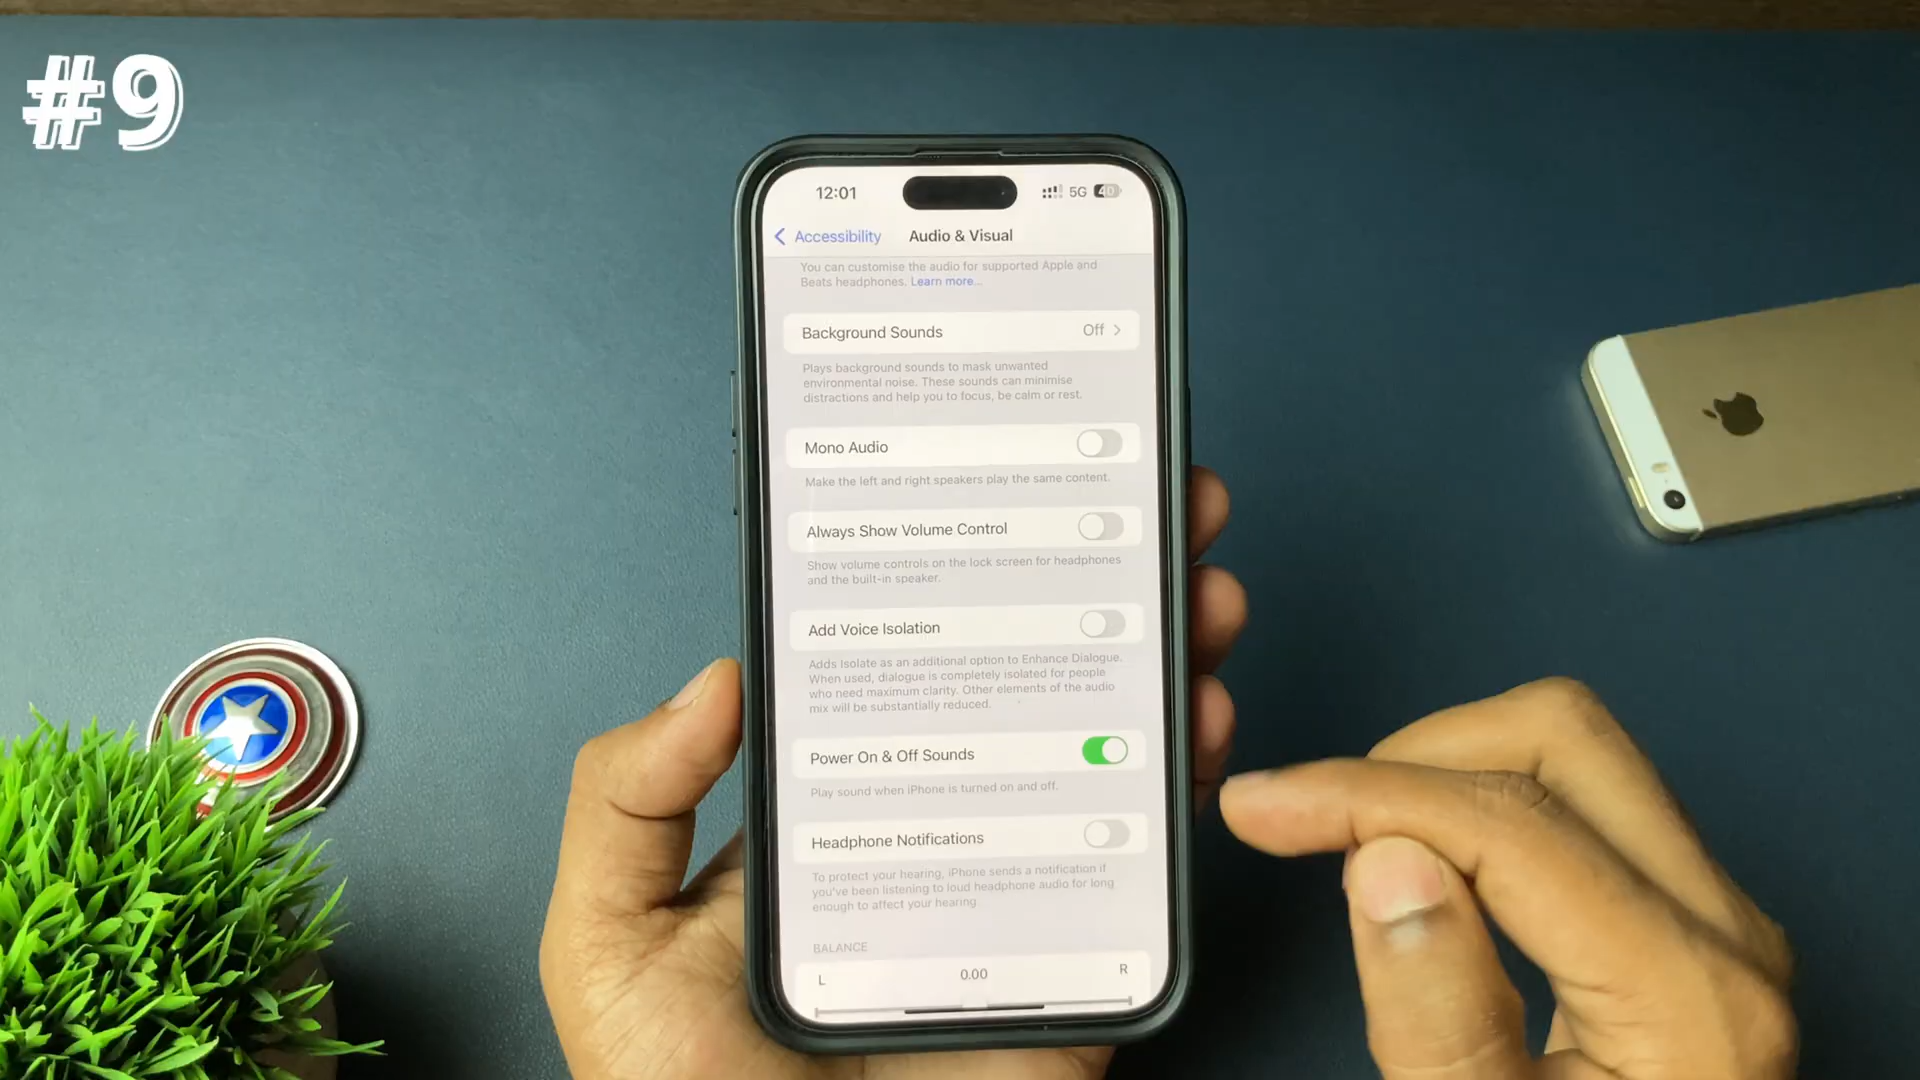 #9
12:01
5G 40
Accessibility
Audio & Visual
You can customise the audio for supported Apple and
Beats headphones. Learn more...
Background Sounds
Off
Plays background sounds to mask unwanted
environmental noise. These sounds can minimise
distractions and help you to focus, be calm or rest.
Mono Audio
Make the left and right speakers play the same content.
Always Show Volume Control
Show volume controls on the lock screen for headphones
and the built-in speaker.
Add Voice Isolation
Adds Isolate as an additional option to Enhance Dialogue.
When used, dialogue is completely isolated for people
who need maximum clarity. Other elements of the audio
mix will be substantially reduced.
Power On & Off Sounds
Play sound when iPhone is turned on and off.
Headphone Notifications
To protect your hearing, iPhone sends a notification if
you've been listening to loud headphone audio for long
enough to affect your hearing.
BALANCE
L
0.00
R